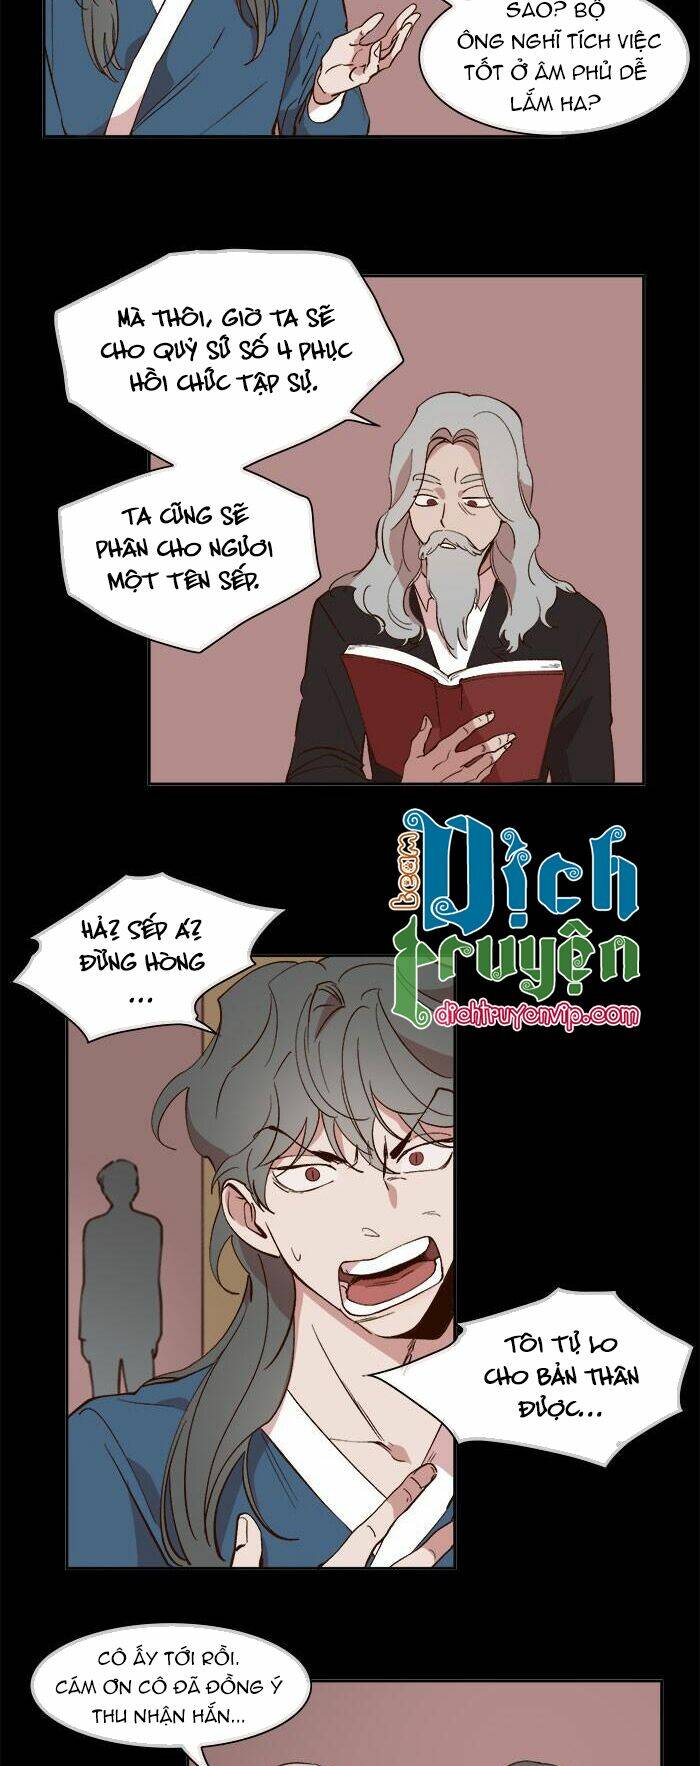 SAO? BỘ
ÔNG NGHĨ TÍCH VIỆC
TỐT Ở ÂM PHỦ DỄ
LẮM HA?
MÀ THÔI, GIỜ TA SẼ
CHO QUỶ SỨ SỐ 4 PHỤC
HỒI CHỨC TẬP SỰ.
TA CŨNG SẼ
PHÂN CHO NGƯƠI
MỘT TÊN SẾP.
team
Dịch
truyện
dichtruyenvip.com
HẢ? SẾP Á?
ĐỪNG HÒNG
...
TÔI TỰ LO
CHO BẢN THÂN
ĐƯỢC...
CÔ ẤY TỚI RỒI.
CÁM ƠN CÔ ĐÃ ĐỒNG Ý
THU NHẬN HẮN...